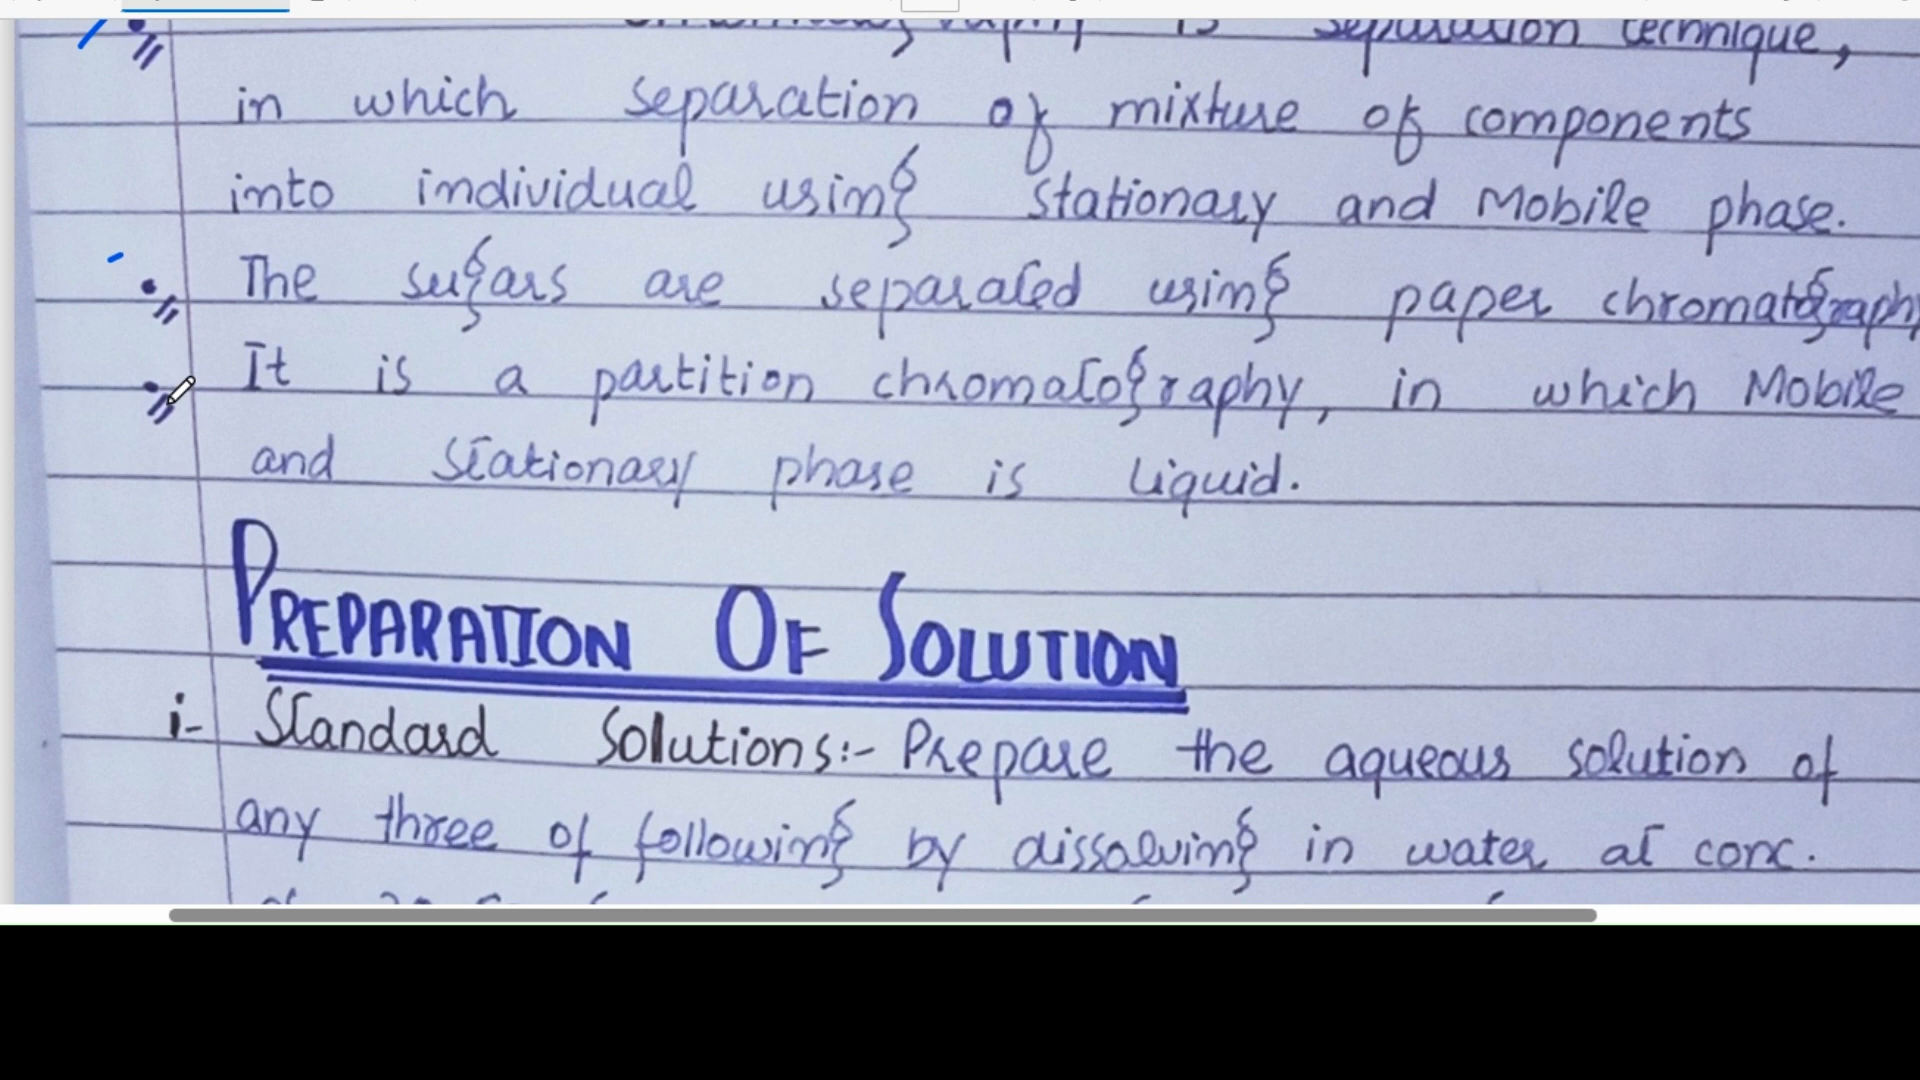 is separation technique,
in which separation of mixture of components
into individual using stationary and Mobile phase.
The sugars are separated using paper chromatography
It is a partition chromatography, in which Mobile
and stationary phase is liquid.
PREPARATION OF SOLUTION
i- Standard Solutions:- Prepare the aqueous solution of
any three of following by dissolving in water at conc.